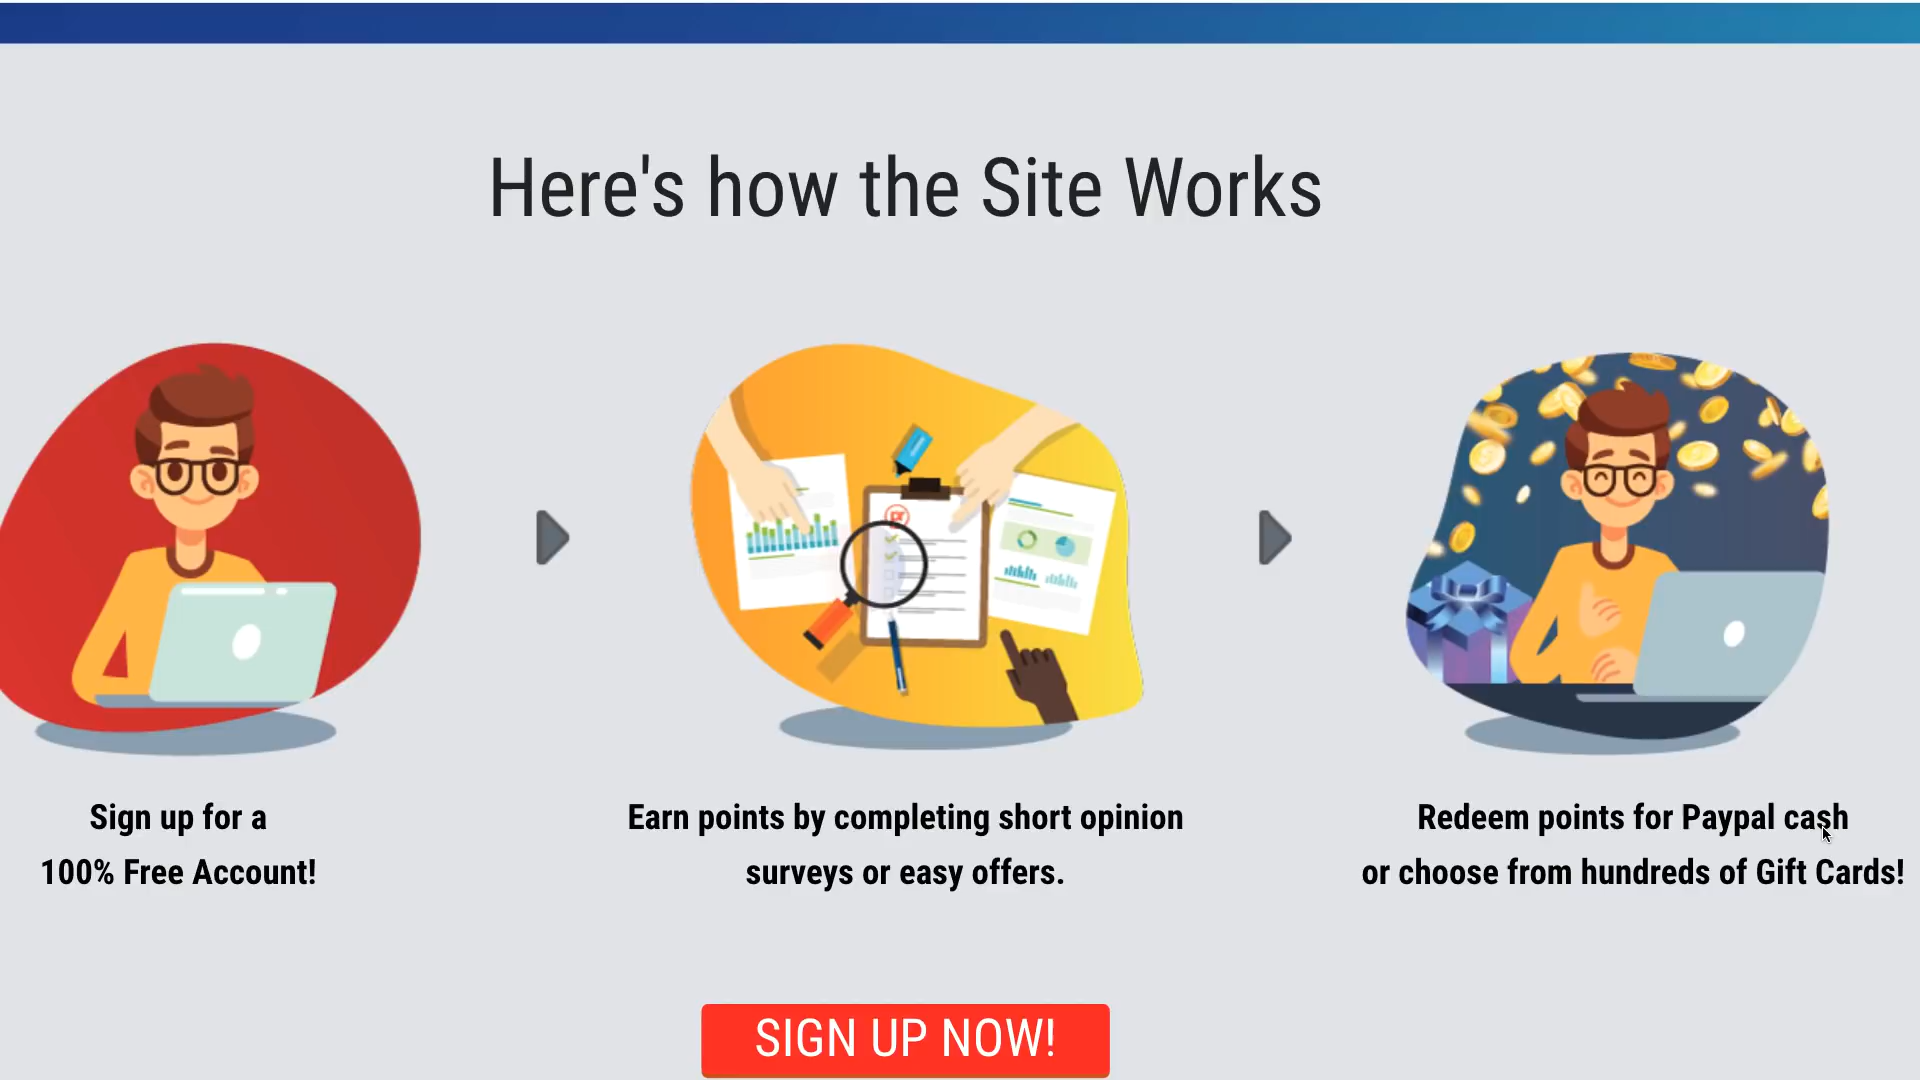 Here's how the Site Works
Sign up for a
100% Free Account!
Earn points by completing short opinion
surveys or easy offers.
Redeem points for Paypal cash
or choose from hundreds of Gift Cards!
SIGN UP NOW!